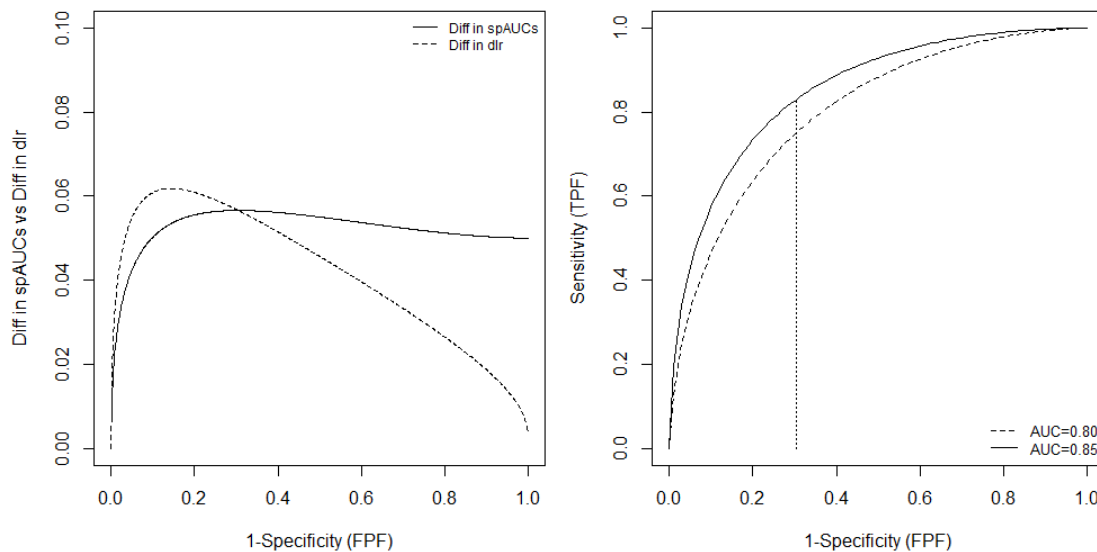 Diff in spAUCs vs Diff in dlr
0.10
0.08
0.06
0.04
0.02
0.00
Diff in spAUCs
Diff in dlr
0.0 0.2 0.4 0.6 0.8 1.0
1-Specificity (FPF)
Sensitivity (TPF)
1.0
0.8
0.6
0.4
0.2
0.0
AUC=0.80
AUC=0.85
0.0 0.2 0.4 0.6 0.8 1.0
1-Specificity (FPF)